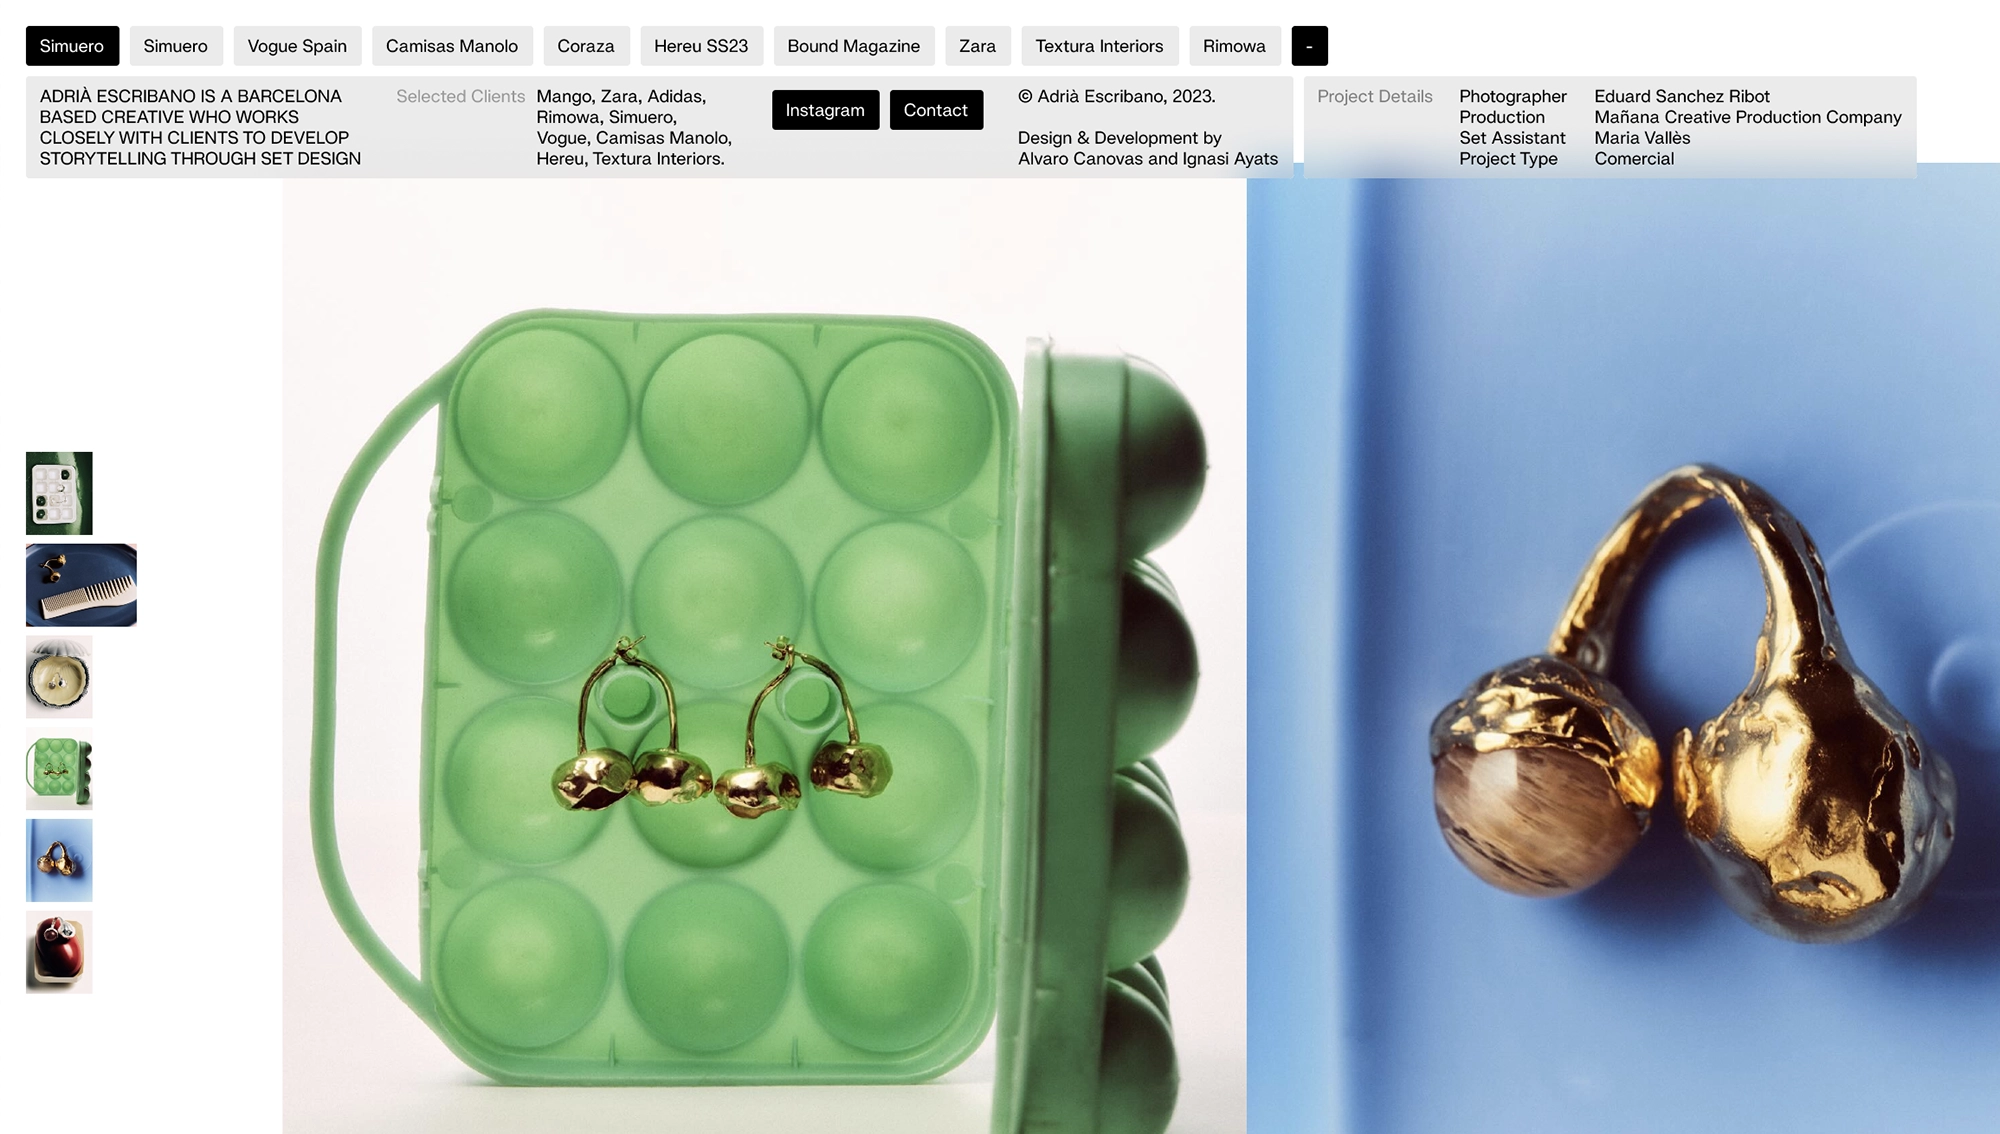 Simuero
Simuero
Vogue Spain
Camisas Manolo
Coraza
Hereu SS23
Bound Magazine
Zara
Textura Interiors
Rimowa
-
ADRIÀ ESCRIBANO IS A BARCELONA
BASED CREATIVE WHO WORKS
CLOSELY WITH CLIENTS TO DEVELOP
STORYTELLING THROUGH SET DESIGN
Selected Clients
Mango, Zara, Adidas,
Rimowa, Simuero,
Vogue, Camisas Manolo,
Hereu, Textura Interiors.
Instagram
Contact
© Adrià Escribano, 2023.
Design & Development by
Alvaro Canovas and Ignasi Ayats
Project Details
Photographer
Eduard Sanchez Ribot
Production
Mañana Creative Production Company
Set Assistant
Maria Vallès
Project Type
Comercial